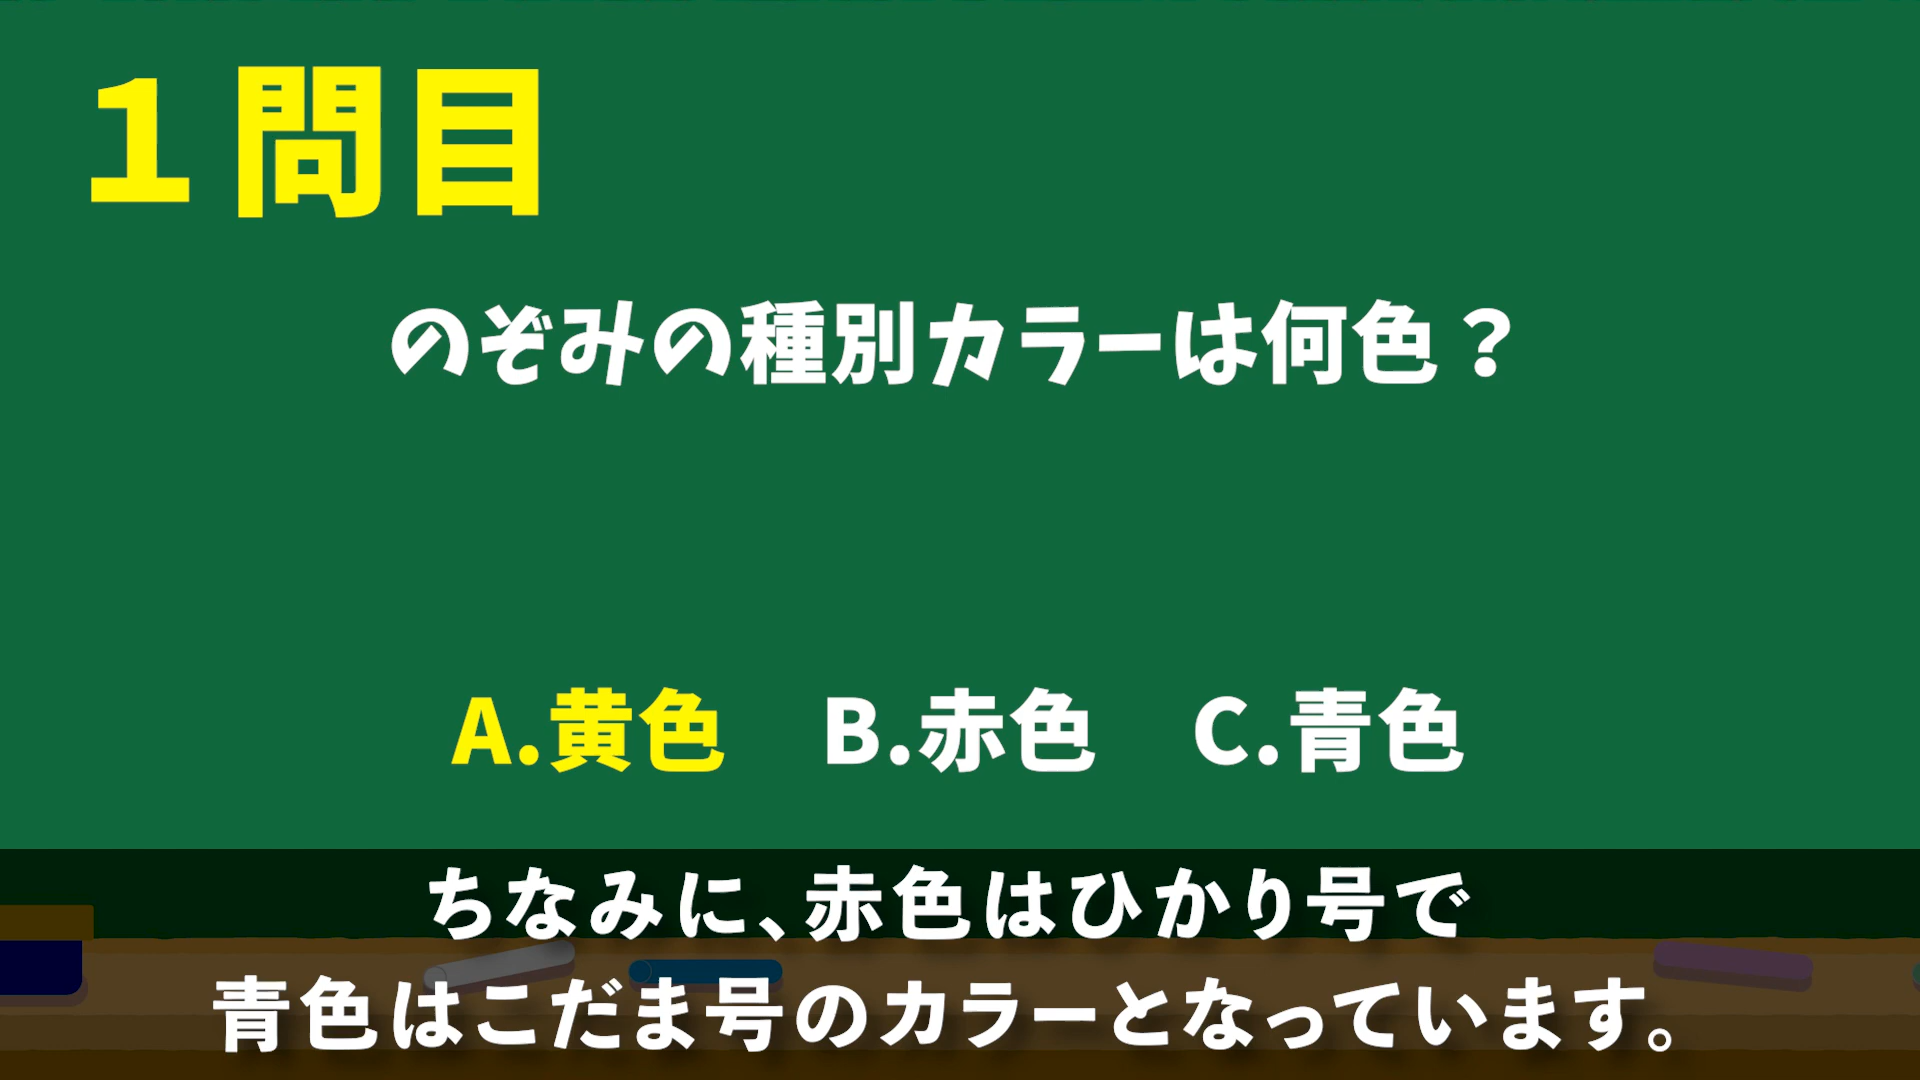 １問目
のぞみの種別カラーは何色？
A.黄色　B.赤色　C.青色
ちなみに、赤色はひかり号で
青色はこだま号のカラーとなっています。